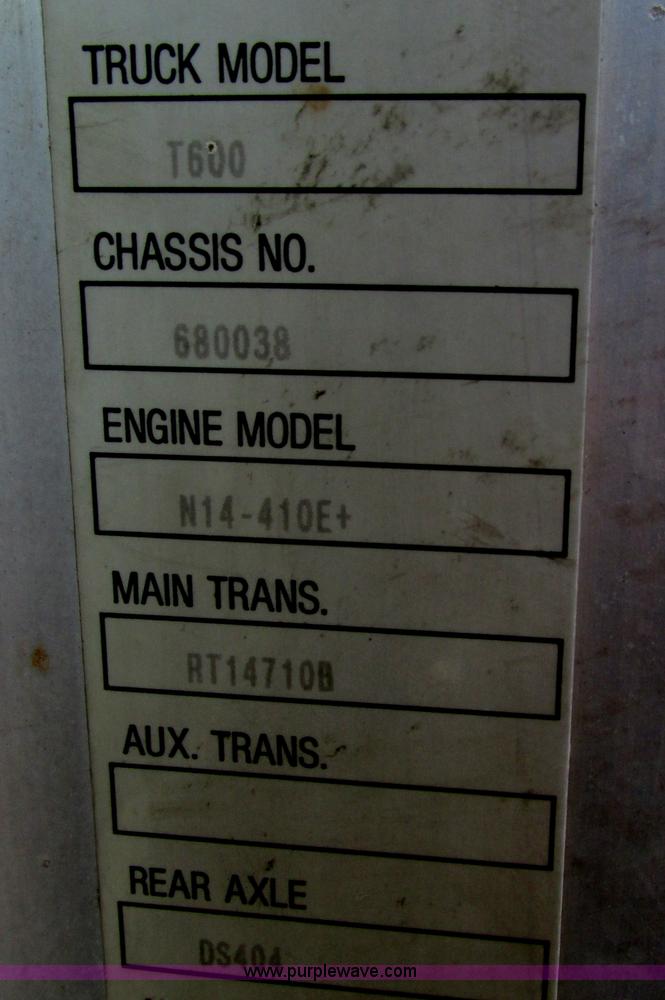 TRUCK MODEL
T600
CHASSIS NO.
680038
ENGINE MODEL
N14-410E+
MAIN TRANS.
RT14710B
AUX. TRANS.
REAR AXLE
DS404
www.purplewave.com